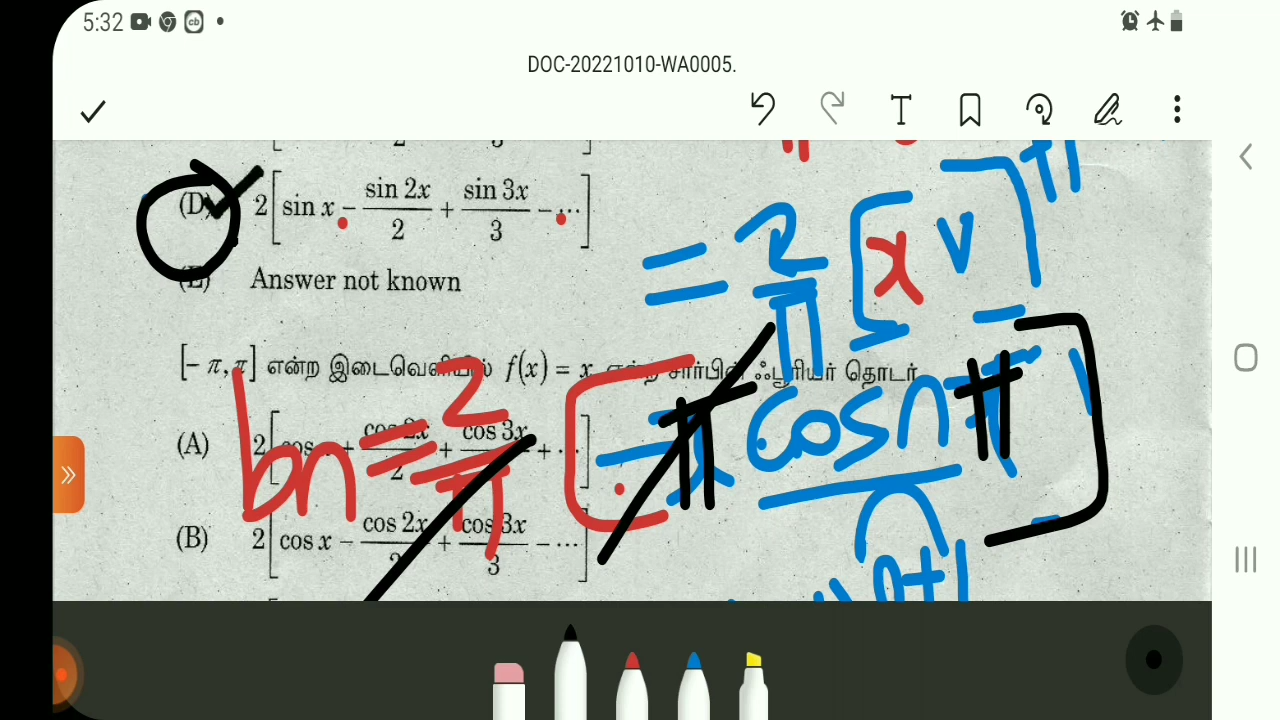 5:32
DOC-20221010-WA0005.
(D) 2[sin x - sin 2x/2 + sin 3x/3 - ...]
= 2/π [x v
(E) Answer not known
[-π, π] என்ற இடைவெளியில் f(x) = x என்ற சார்பின் ஃபூரியர் தொடர்
(A) 2[cos x + cos 2x/2 + cos 3x/3 + ...]
bn = 2/π [-π cos nπ/n]
(B) 2[cos x - cos 2x/2 + cos 3x/3 - ...]
n+1